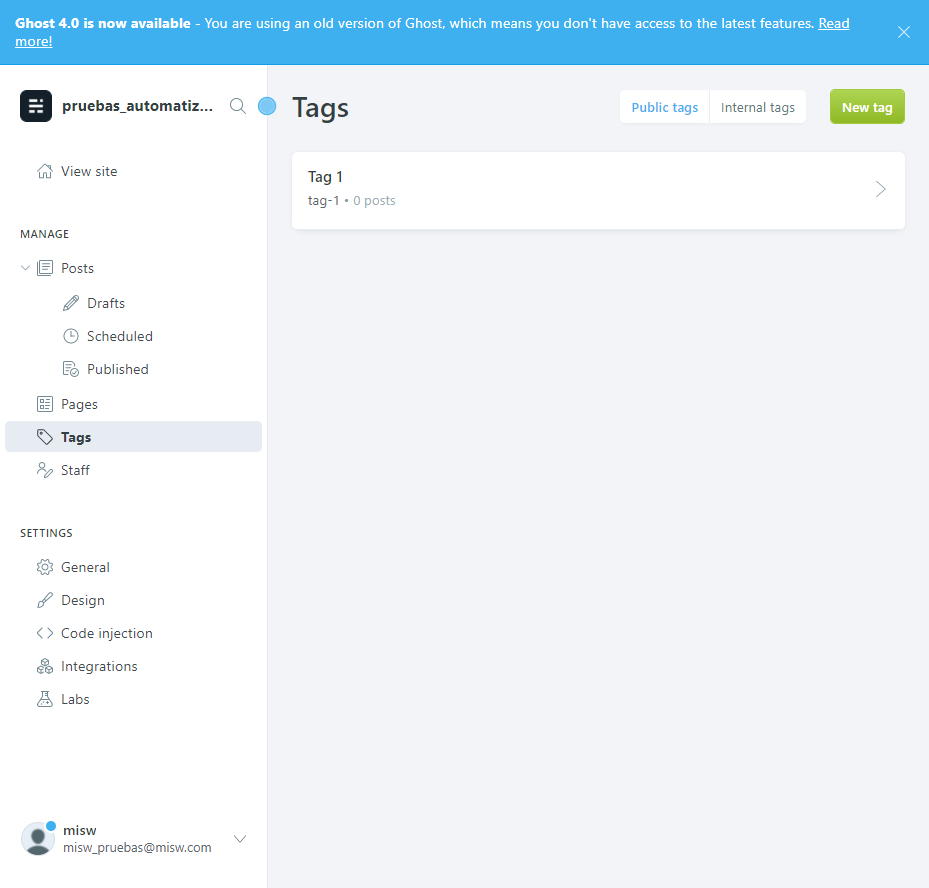 Ghost 4.0 is now available - You are using an old version of Ghost, which means you don't have access to the latest features. Read
more!
pruebas_automatiz...
Tags
Public tags
Internal tags
New tag
View site
Tag 1
tag-1 • 0 posts
MANAGE
Posts
Drafts
Scheduled
Published
Pages
Tags
Staff
SETTINGS
General
Design
Code injection
Integrations
Labs
misw
misw_pruebas@misw.com